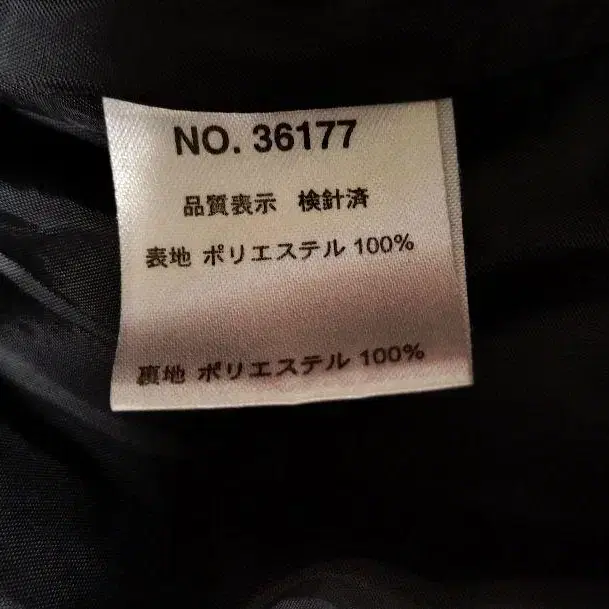 NO. 36177
品質表示 検針済
表地 ポリエステル 100%
裏地 ポリエステル 100%